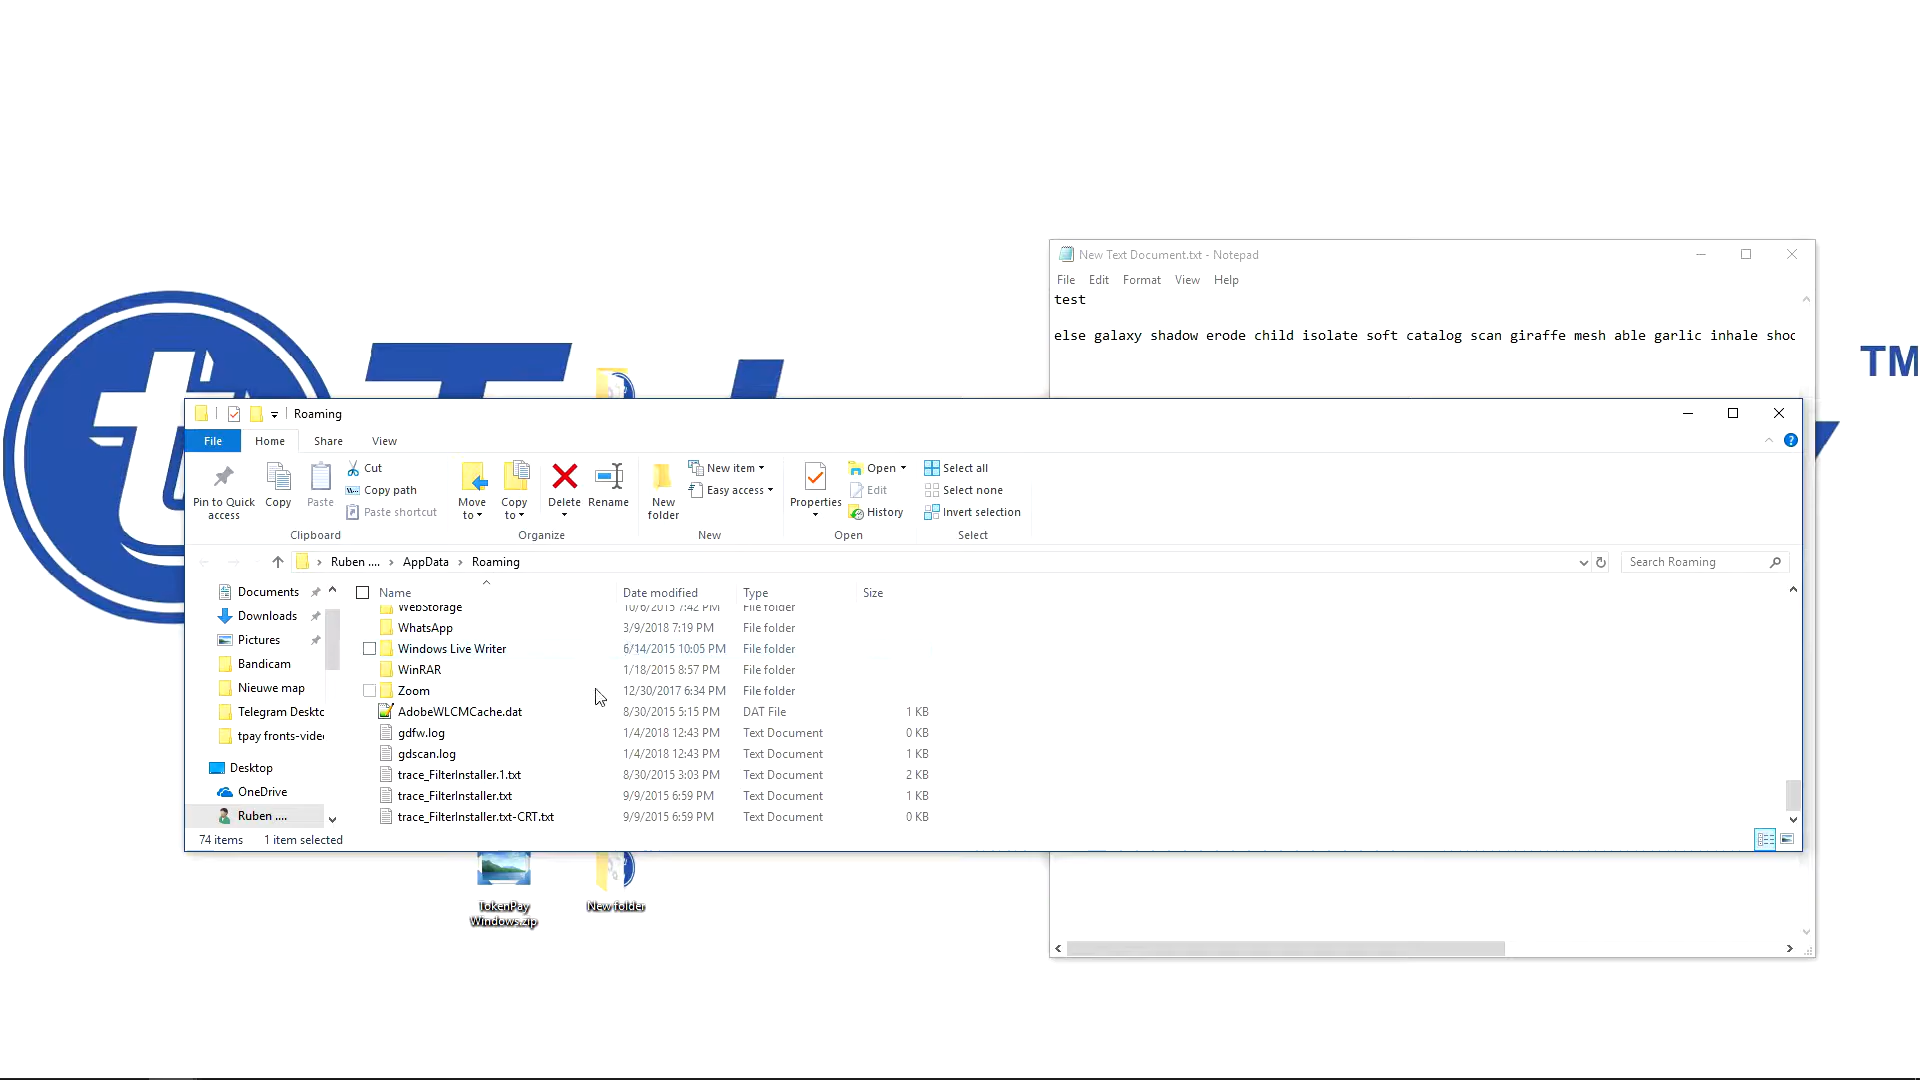 New Text Document.txt - Notepad
File Edit Format View Help
test
else galaxy shadow erode child isolate soft catalog scan giraffe mesh able garlic inhale
TM
Roaming
File Home Share View
Pin to Quick access
Copy
Paste
Cut
Copy path
Paste shortcut
Clipboard
Move to
Copy to
Delete
Rename
Organize
New folder
New item
Easy access
New
Properties
Open
Edit
History
Open
Select all
Select none
Invert selection
Select
Ruben .... > AppData > Roaming
Search Roaming
Documents
Downloads
Pictures
Bandicam
Nieuwe map
Telegram Deskto
tpay fronts-video
Desktop
OneDrive
Ruben ....
Name Date modified Type Size
WebStorage 10/6/2015 7:42 PM File folder
WhatsApp 3/9/2018 7:19 PM File folder
Windows Live Writer 6/14/2015 10:05 PM File folder
WinRAR 1/18/2015 8:57 PM File folder
Zoom 12/30/2017 6:34 PM File folder
AdobeWLCMCache.dat 8/30/2015 5:15 PM DAT File 1 KB
gdfw.log 1/4/2018 12:43 PM Text Document 0 KB
gdscan.log 1/4/2018 12:43 PM Text Document 1 KB
trace_FilterInstaller.1.txt 8/30/2015 3:03 PM Text Document 2 KB
trace_FilterInstaller.txt 9/9/2015 6:59 PM Text Document 1 KB
trace_FilterInstaller.txt-CRT.txt 9/9/2015 6:59 PM Text Document 0 KB
74 items 1 item selected
TokenPay Windows.zip
New folder